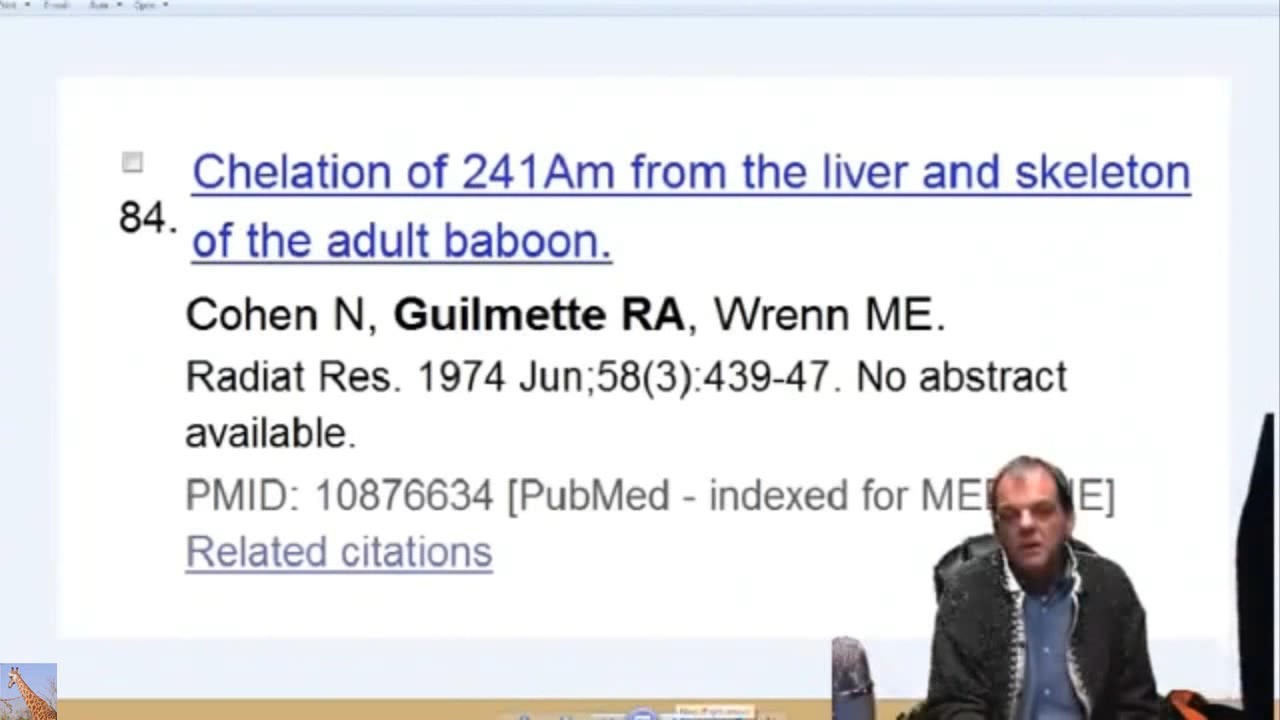 Chelation of 241Am from the liver and skeleton
84.
of the adult baboon.
Cohen N, Guilmette RA, Wrenn ME.
Radiat Res. 1974 Jun;58(3):439-47. No abstract
available.
PMID: 10876634 [PubMed - indexed for
Related citations